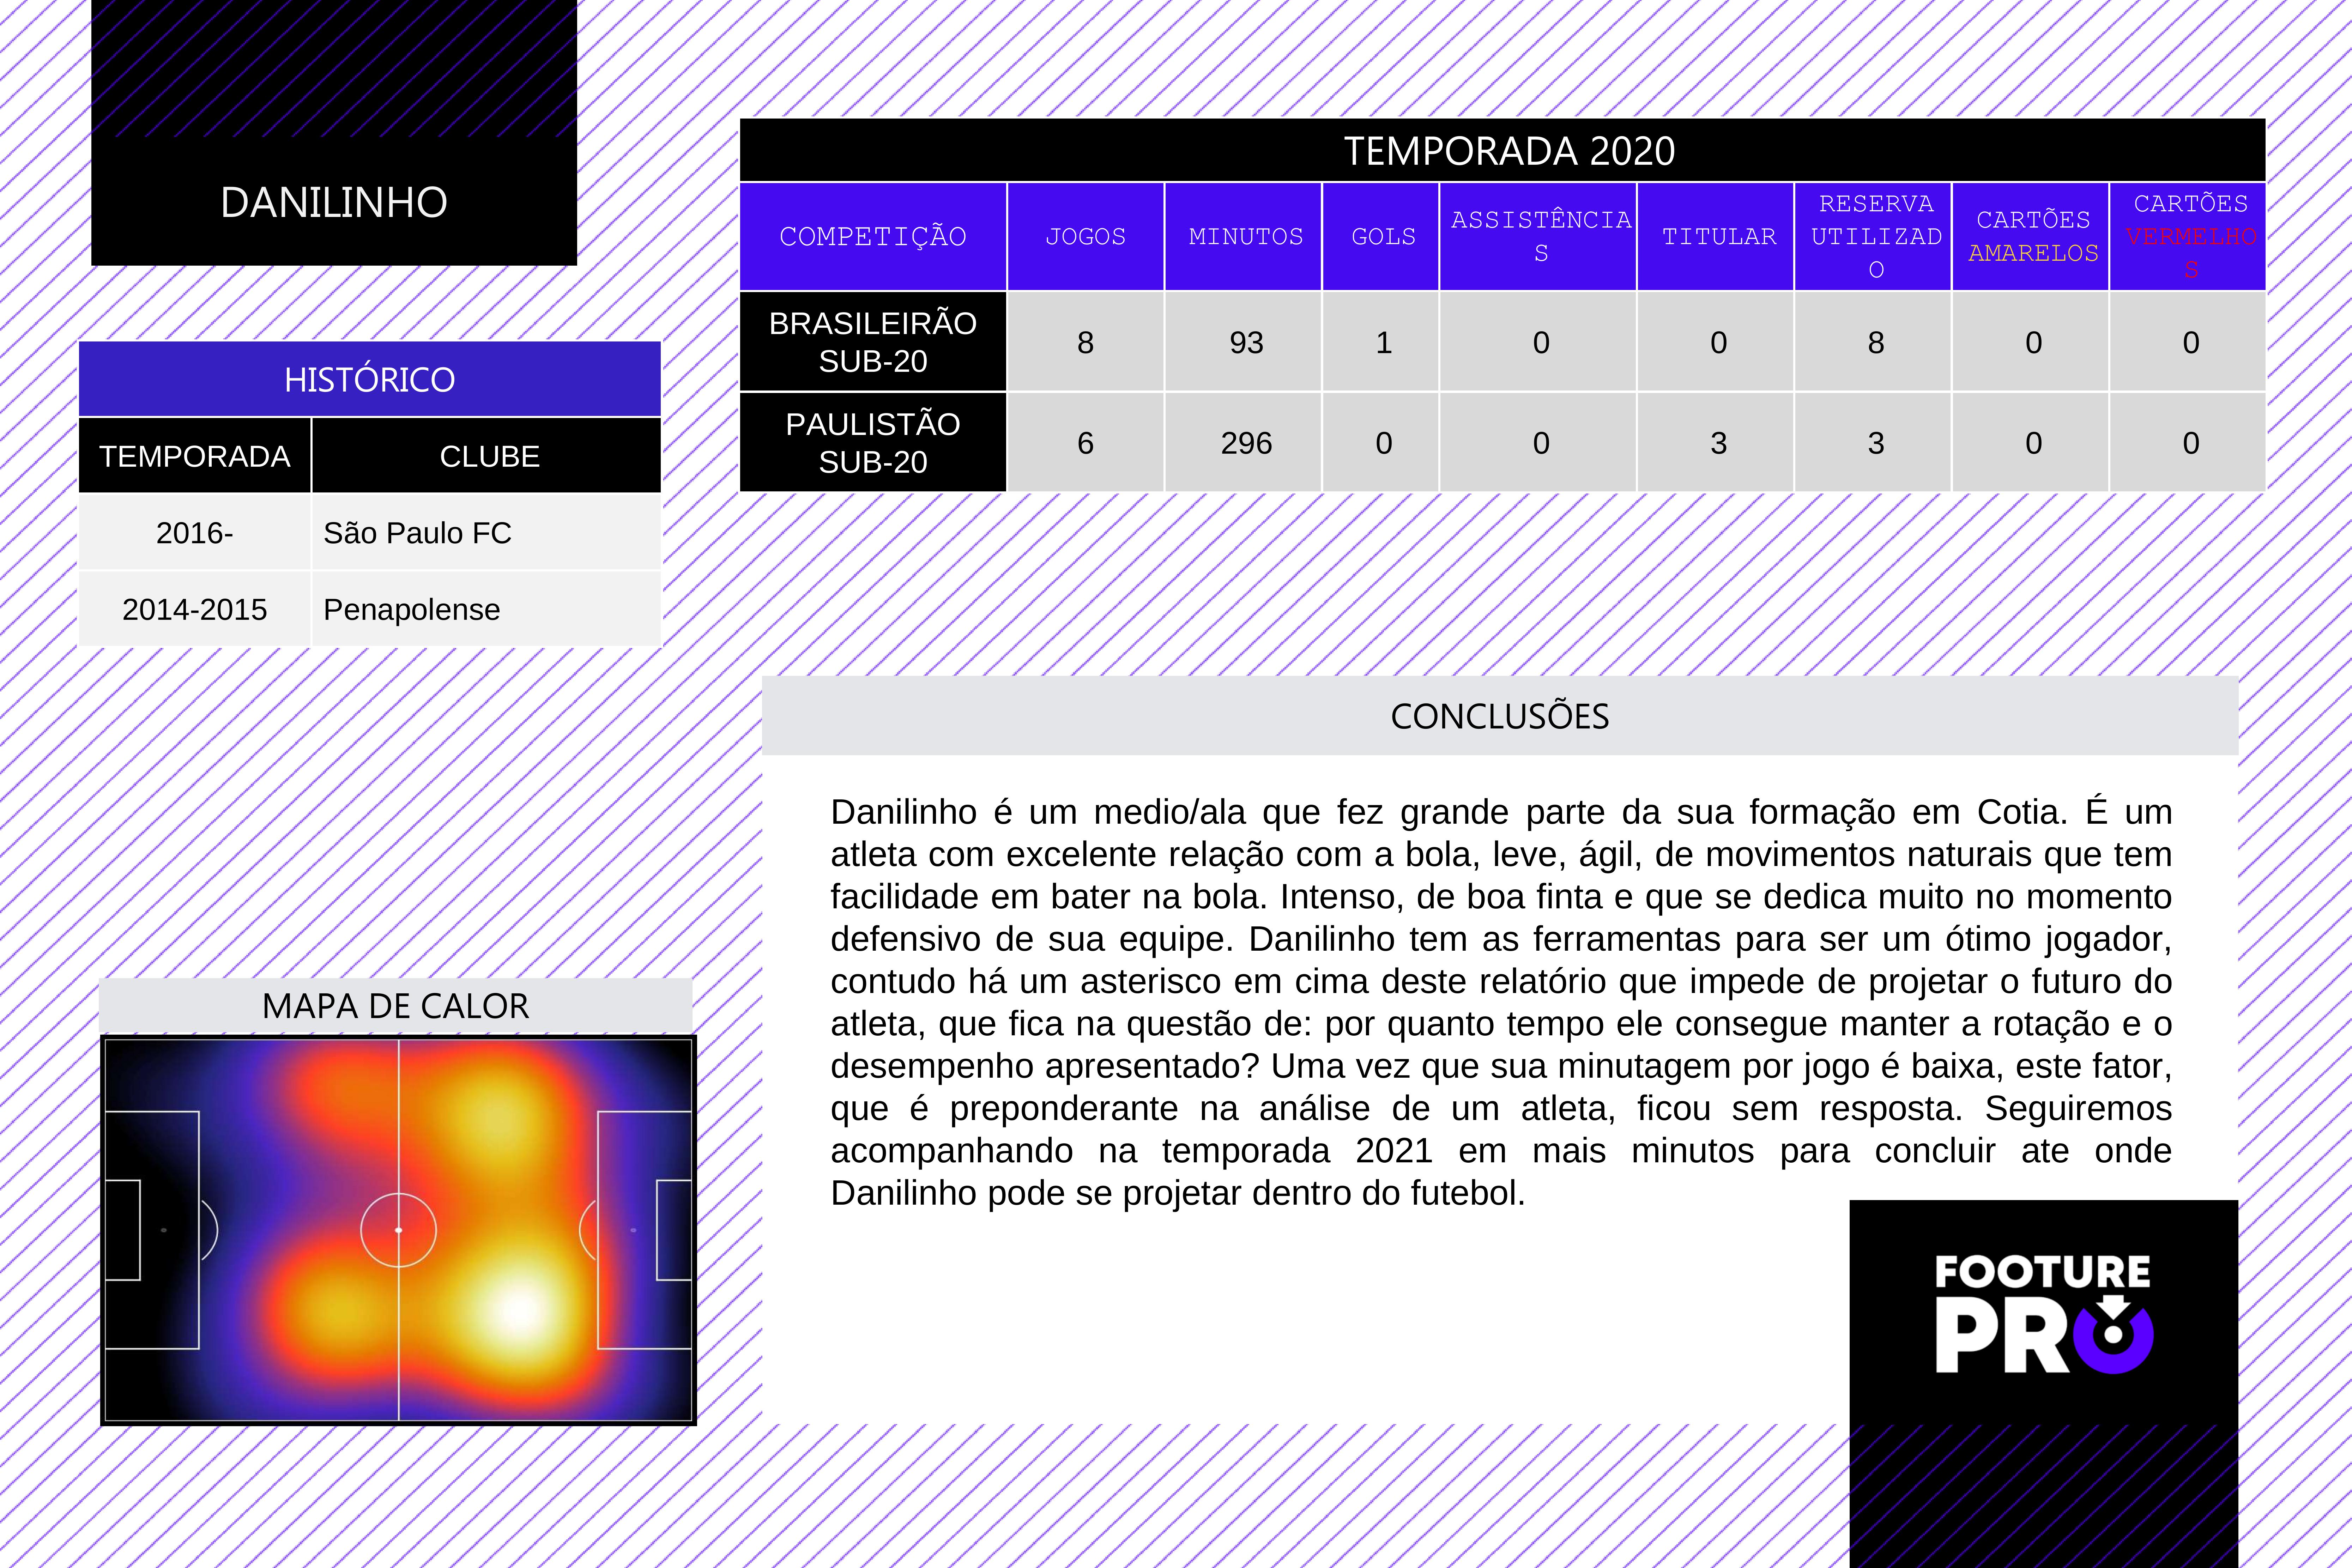 DANILINHO
TEMPORADA 2020
COMPETIÇÃO JOGOS MINUTOS GOLS ASSISTÊNCIA
S TITULAR RESERVA
UTILIZAD
O CARTÕES
AMARELOS CARTÕES
VERMELHO
S
BRASILEIRÃO
SUB-20 8 93 1 0 0 8 0 0
PAULISTÃO
SUB-20 6 296 0 0 3 3 0 0
HISTÓRICO
TEMPORADA CLUBE
2016- São Paulo FC
2014-2015 Penapolense
MAPA DE CALOR
CONCLUSÕES
Danilinho é um medio/ala que fez grande parte da sua formação em Cotia. É um
atleta com excelente relação com a bola, leve, ágil, de movimentos naturais que tem
facilidade em bater na bola. Intenso, de boa finta e que se dedica muito no momento
defensivo de sua equipe. Danilinho tem as ferramentas para ser um ótimo jogador,
contudo há um asterisco em cima deste relatório que impede de projetar o futuro do
atleta, que fica na questão de: por quanto tempo ele consegue manter a rotação e o
desempenho apresentado? Uma vez que sua minutagem por jogo é baixa, este fator,
que é preponderante na análise de um atleta, ficou sem resposta. Seguiremos
acompanhando na temporada 2021 em mais minutos para concluir ate onde
Danilinho pode se projetar dentro do futebol.
FOOTURE
PRO